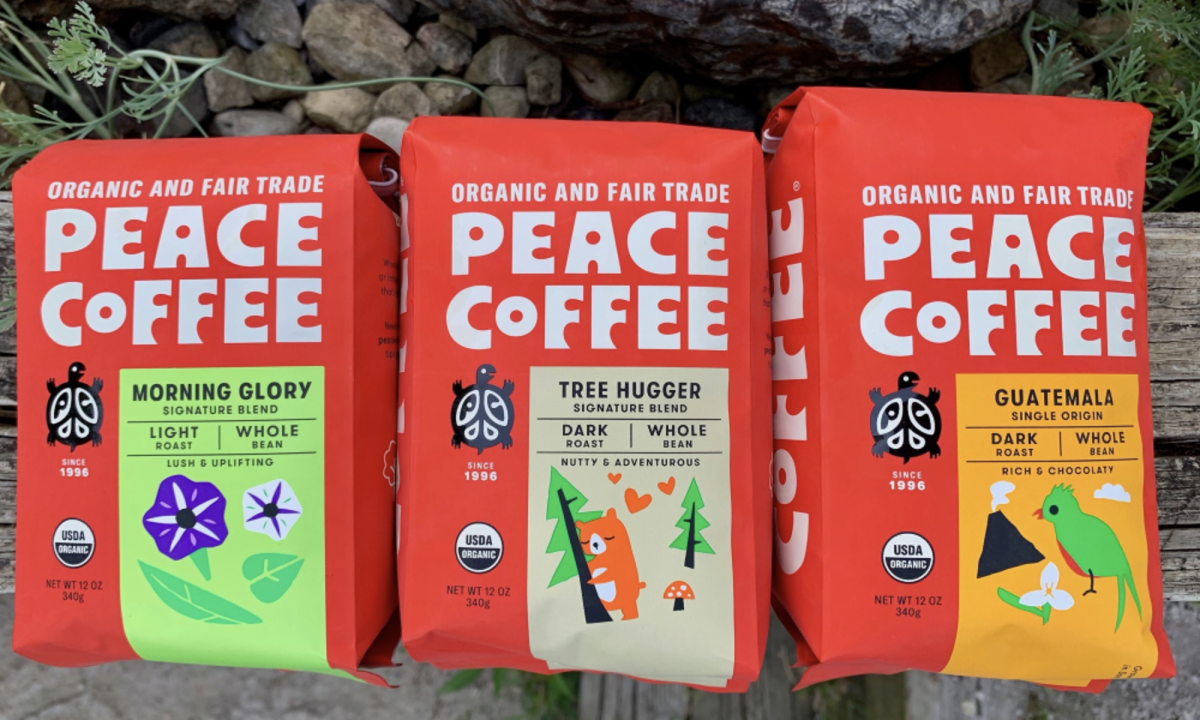 ORGANIC AND FAIR TRADE
PEACE
COFFEE
MORNING GLORY
SIGNATURE BLEND
LIGHT
ROAST
WHOLE
BEAN
LUSH & UPLIFTING
SINCE
1996
USDA
ORGANIC
NET WT 12 OZ
340g
ORGANIC AND FAIR TRADE
PEACE
COFFEE
TREE HUGGER
SIGNATURE BLEND
DARK
ROAST
WHOLE
BEAN
NUTTY & ADVENTUROUS
SINCE
1996
USDA
ORGANIC
NET WT 12 OZ
340g
COFFEE®
ORGANIC AND FAIR TRADE
PEACE
COFFEE
GUATEMALA
SINGLE ORIGIN
DARK
ROAST
WHOLE
BEAN
RICH & CHOCOLATY
SINCE
1996
USDA
ORGANIC
NET WT 12 OZ
340g